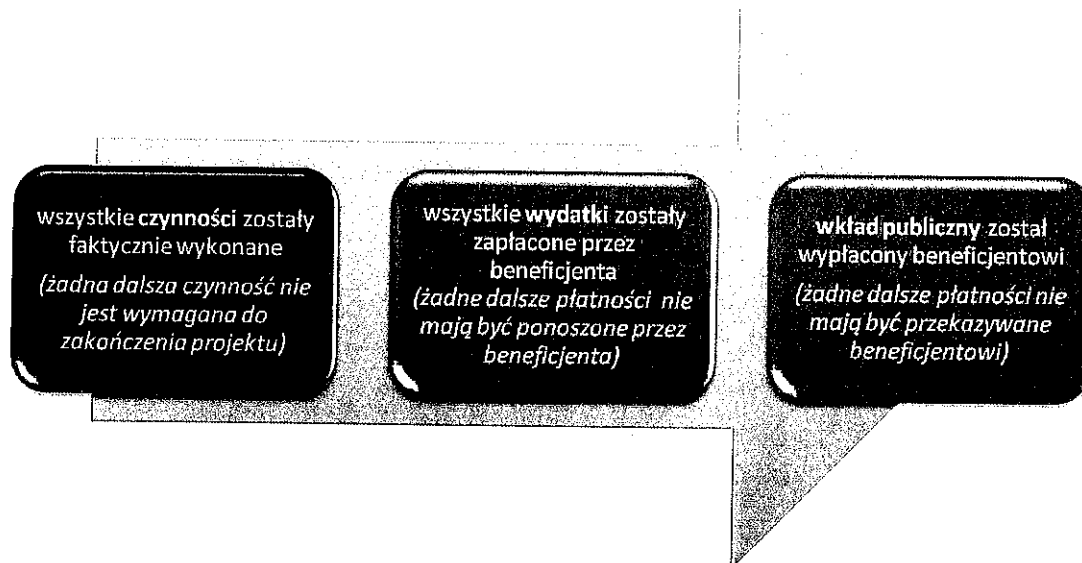 wszystkie czynności zostały
faktycznie wykonane
(żadna dalsza czynność nie
jest wymagana do
zakończenia projektu)
wszystkie wydatki zostały
zapłacone przez
beneficjenta
(żadne dalsze płatności nie
mają być ponoszone przez
beneficjenta)
wkład publiczny został
wypłacony beneficjentowi
(żadne dalsze płatności nie
mają być przekazywane
beneficjentowi)